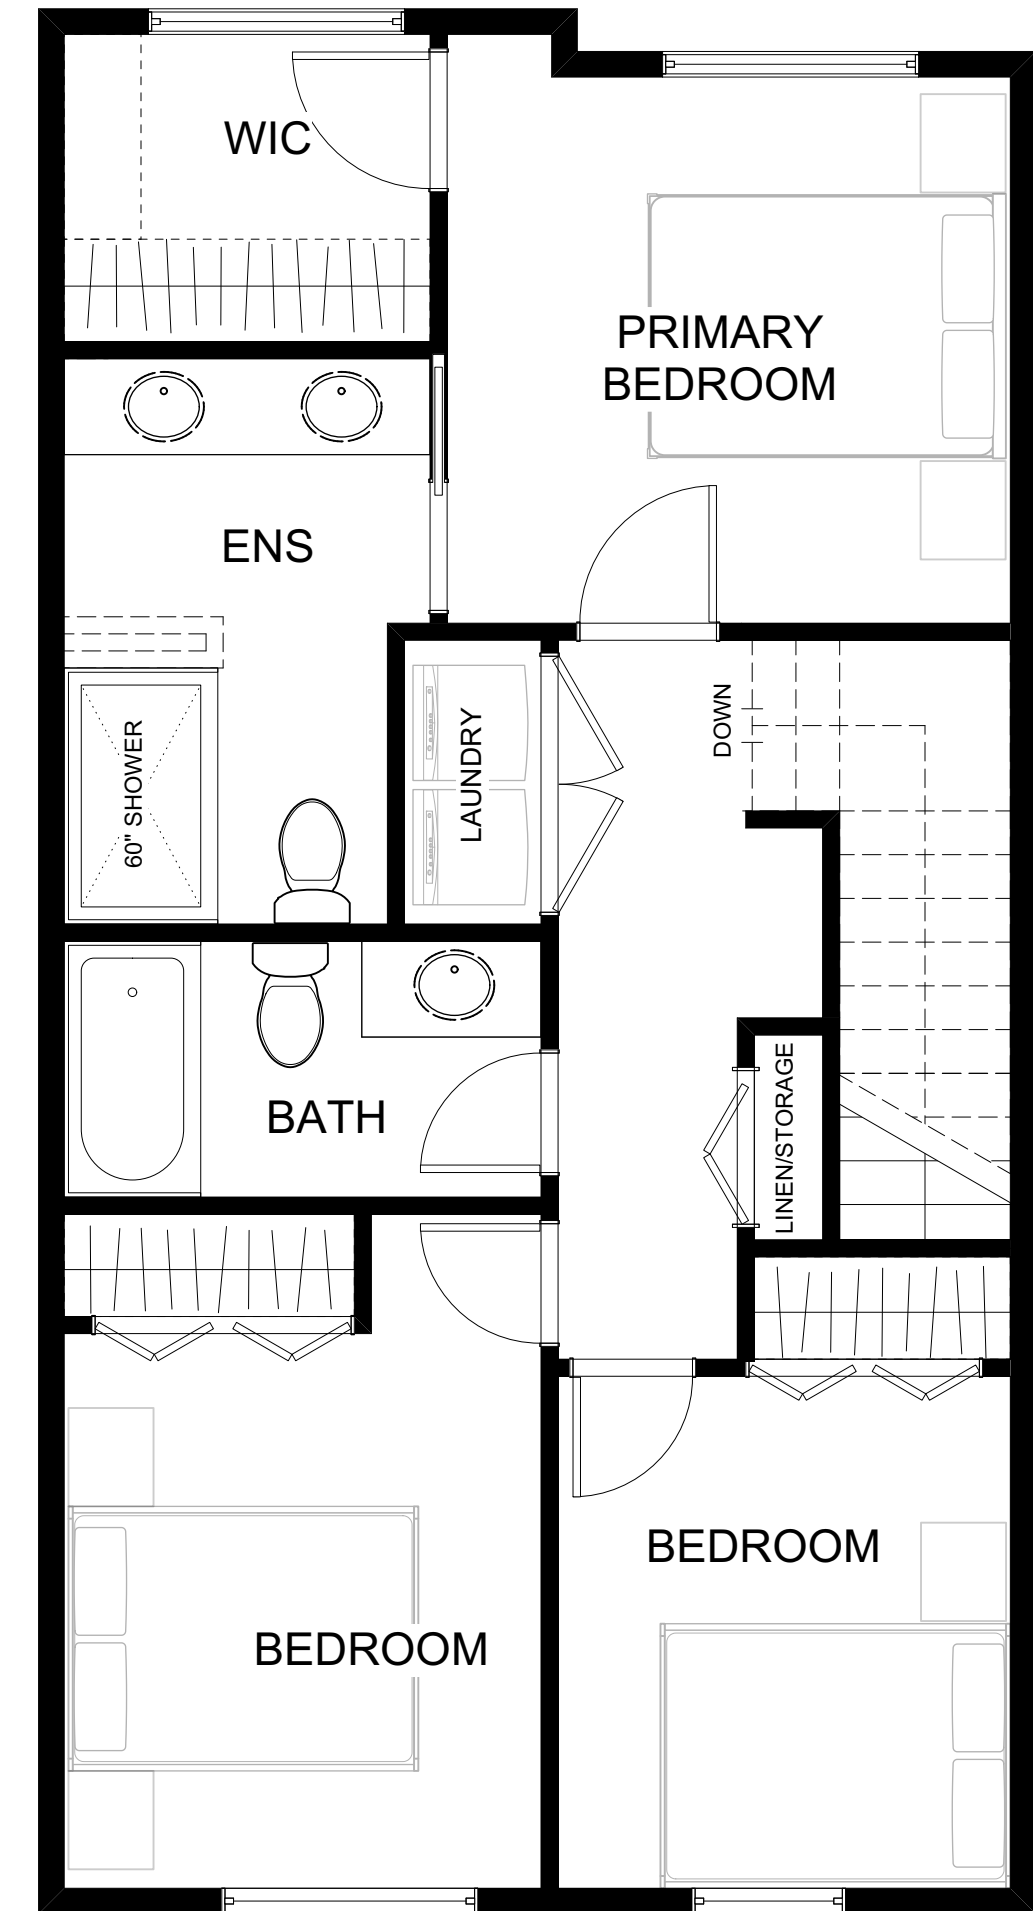 WIC
PRIMARY
BEDROOM
ENS
60" SHOWER
LAUNDRY
DOWN
BATH
LINEN/STORAGE
BEDROOM
BEDROOM